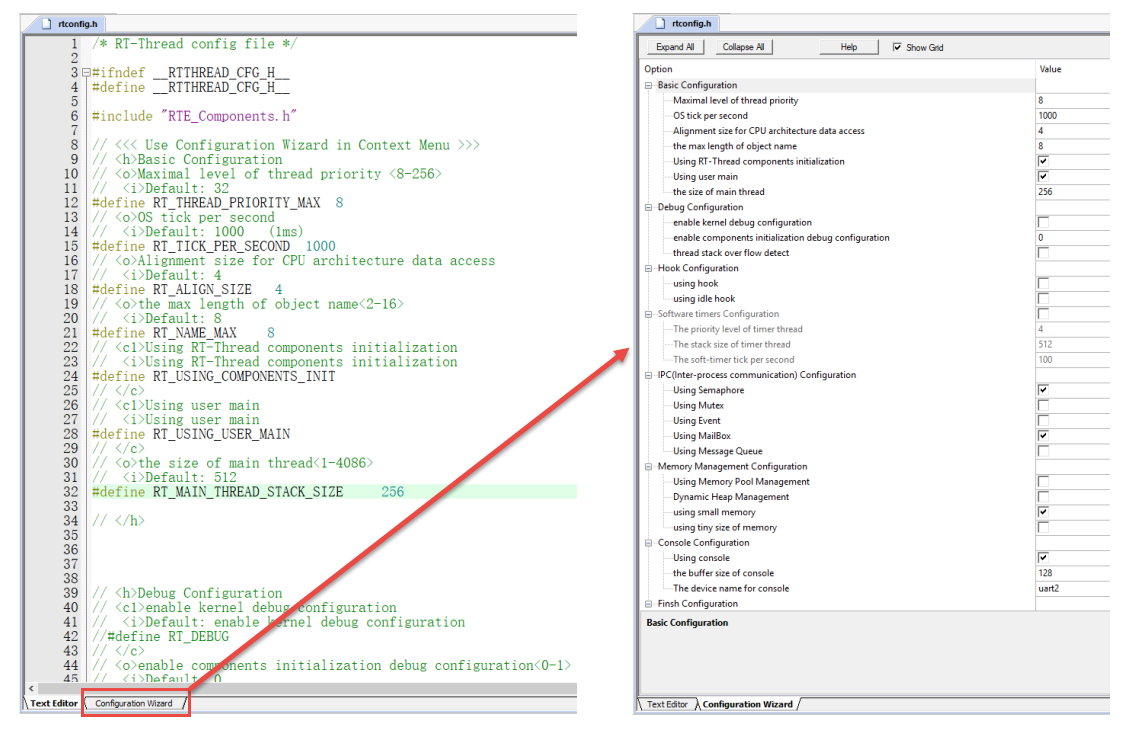 rtconfig.h
1 /* RT-Thread config file */
2
3 #ifndef __RTTHREAD_CFG_H__
4 #define __RTTHREAD_CFG_H__
5
6 #include "RTE_Components.h"
7
8 // <<< Use Configuration Wizard in Context Menu >>>
9 // <h>Basic Configuration
10 // <o>Maximal level of thread priority <8-256>
11 //  <i>Default: 32
12 #define RT_THREAD_PRIORITY_MAX  8
13 // <o>OS tick per second
14 //  <i>Default: 1000   (1ms)
15 #define RT_TICK_PER_SECOND  1000
16 // <o>Alignment size for CPU architecture data access
17 //  <i>Default: 4
18 #define RT_ALIGN_SIZE   4
19 // <o>the max length of object name<2-16>
20 //  <i>Default: 8
21 #define RT_NAME_MAX    8
22 // <c1>Using RT-Thread components initialization
23 //  <i>Using RT-Thread components initialization
24 #define RT_USING_COMPONENTS_INIT
25 // </c>
26 // <c1>Using user main
27 //  <i>Using user main
28 #define RT_USING_USER_MAIN
29 // </c>
30 // <o>the size of main thread<1-4086>
31 //  <i>Default: 512
32 #define RT_MAIN_THREAD_STACK_SIZE     256
33
34 // </h>
35
36
37
38
39 // <h>Debug Configuration
40 // <c1>enable kernel debug configuration
41 //  <i>Default: enable kernel debug configuration
42 //#define RT_DEBUG
43 // </c>
44 // <o>enable components initialization debug configuration<0-1>
45 //  <i>Default: 0
Text Editor Configuration Wizard
rtconfig.h
Expand All Collapse All Help Show Grid
Option Value
Basic Configuration
Maximal level of thread priority 8
OS tick per second 1000
Alignment size for CPU architecture data access 4
the max length of object name 8
Using RT-Thread components initialization
Using user main
the size of main thread 256
Debug Configuration
enable kernel debug configuration
enable components initialization debug configuration 0
thread stack over flow detect
Hook Configuration
using hook
using idle hook
Software timers Configuration
The priority level of timer thread 4
The stack size of timer thread 512
The soft-timer tick per second 100
IPC(Inter-process communication) Configuration
Using Semaphore
Using Mutex
Using Event
Using MailBox
Using Message Queue
Memory Management Configuration
Using Memory Pool Management
Dynamic Heap Management
using small memory
using tiny size of memory
Console Configuration
Using console
the buffer size of console 128
The device name for console uart2
Finsh Configuration
Basic Configuration
Text Editor Configuration Wizard